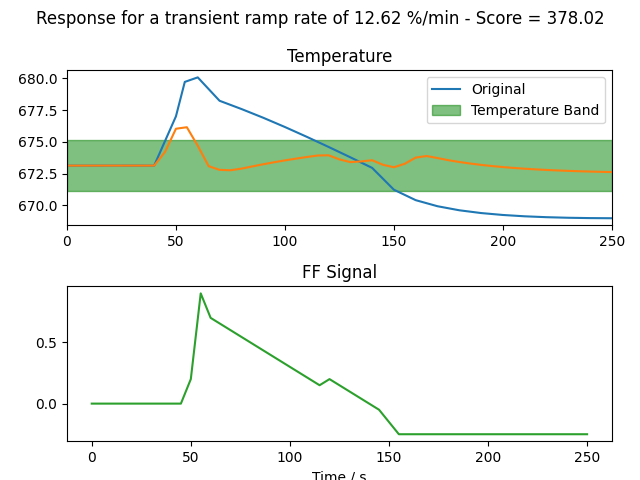 Response for a transient ramp rate of 12.62 %/min - Score = 378.02
Temperature
680.0
677.5
675.0
672.5
670.0
Original
Temperature Band
0 50 100 150 200 250
FF Signal
0.5
0.0
0 50 100 150 200 250
Time / s